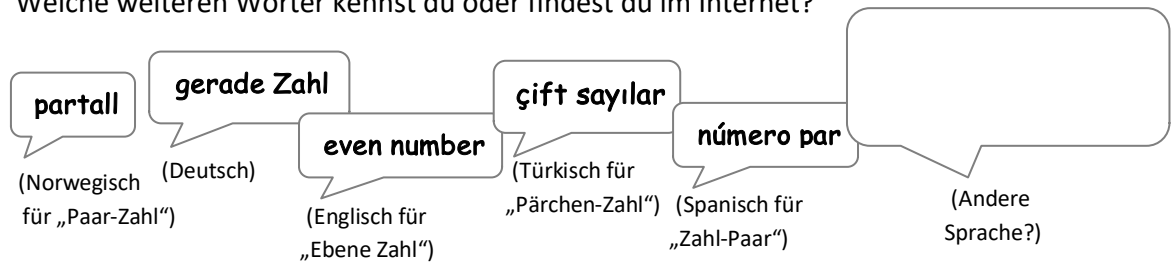 Welche weiteren Wörter kennst du oder findest du im Internet?
partall
(Norwegisch
für „Paar-Zahl“)
gerade Zahl
(Deutsch)
even number
(Englisch für
„Ebene Zahl“)
çift sayılar
(Türkisch für
„Pärchen-Zahl“)
número par
(Spanisch für
„Zahl-Paar“)
(Andere
Sprache?)